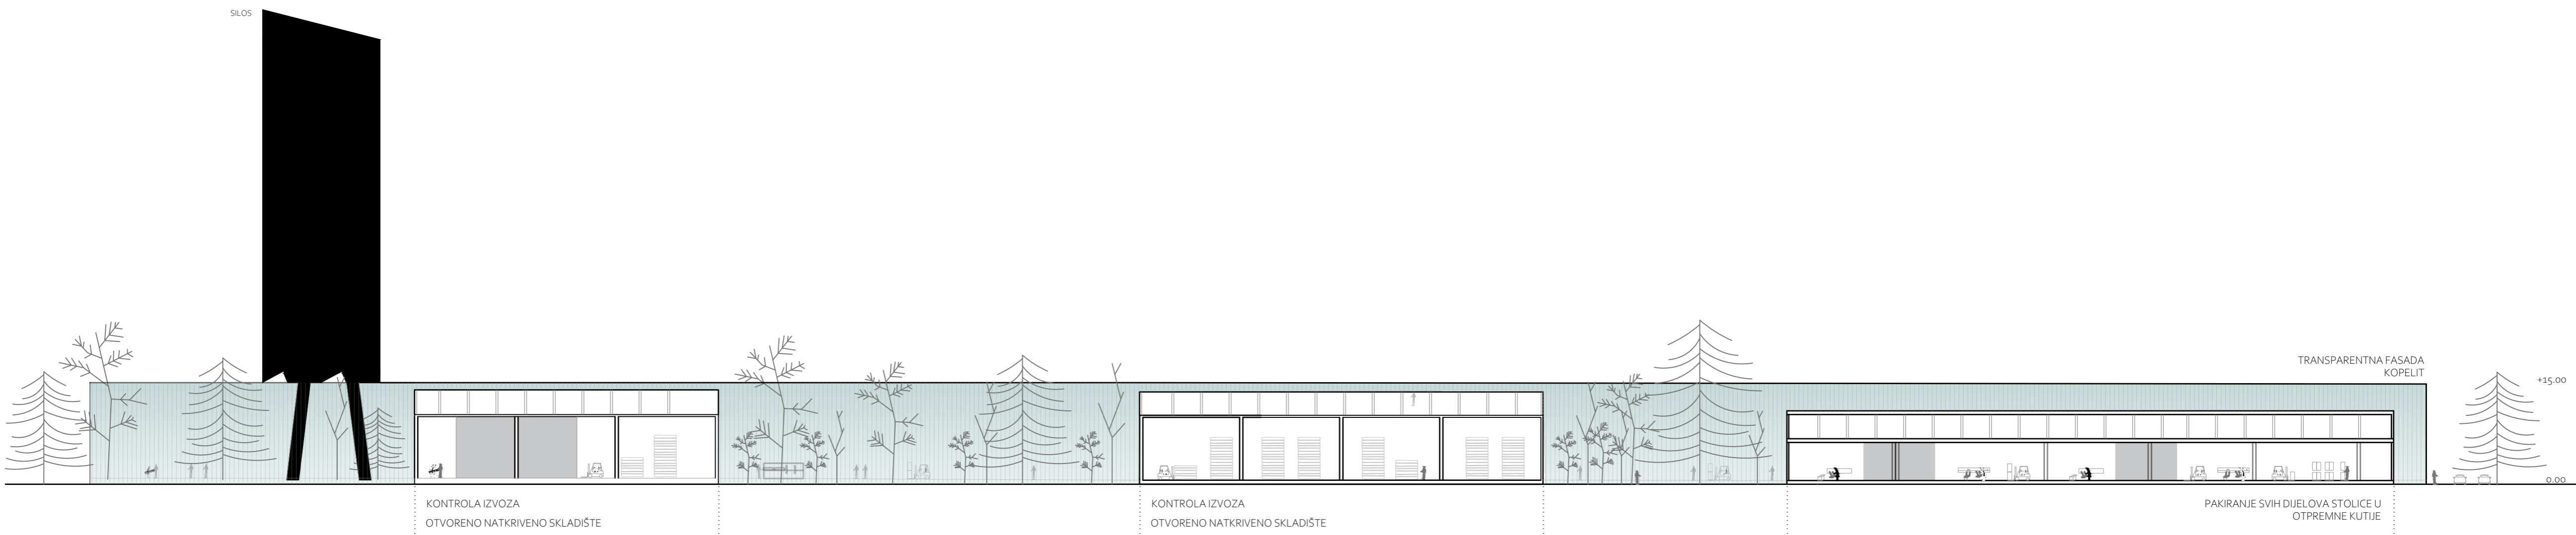 SILOS
TRANSPARENTNA FASADA
KOPELIT
+15.00
0.00
KONTROLA IZVOZA
OTVORENO NATKRIVENO SKLADIŠTE
KONTROLA IZVOZA
OTVORENO NATKRIVENO SKLADIŠTE
PAKIRANJE SVIH DIJELOVA STOLICE U
OTPREMNE KUTIJE